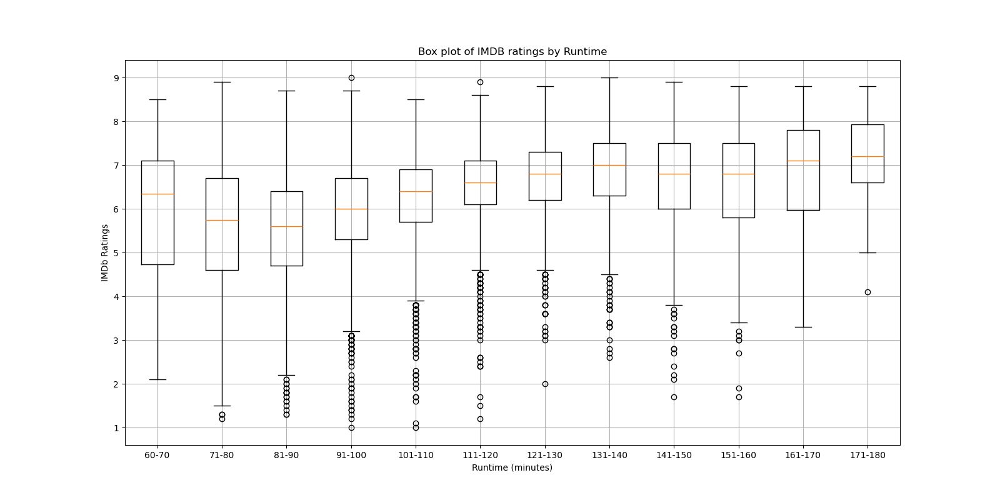 Box plot of IMDB ratings by Runtime
IMDb Ratings
9
8
7
6
5
4
3
2
1
60-70 71-80 81-90 91-100 101-110 111-120 121-130 131-140 141-150 151-160 161-170 171-180
Runtime (minutes)